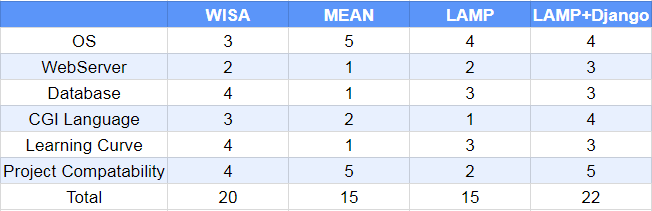 WISA MEAN LAMP LAMP+Django
OS 3 5 4 4
WebServer 2 1 2 3
Database 4 1 3 3
CGI Language 3 2 1 4
Learning Curve 4 1 3 3
Project Compatability 4 5 2 5
Total 20 15 15 22